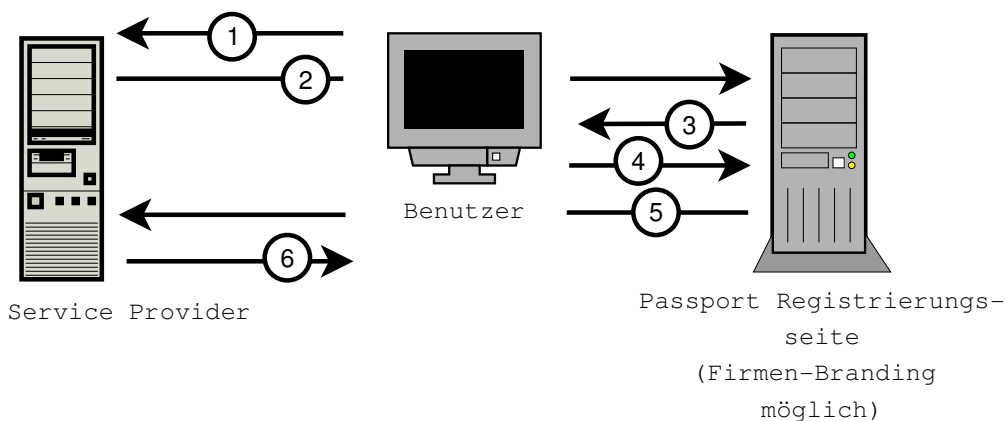 1
2
3
4
5
6
Benutzer
Service Provider
Passport Registrierungs-
seite
(Firmen-Branding
möglich)